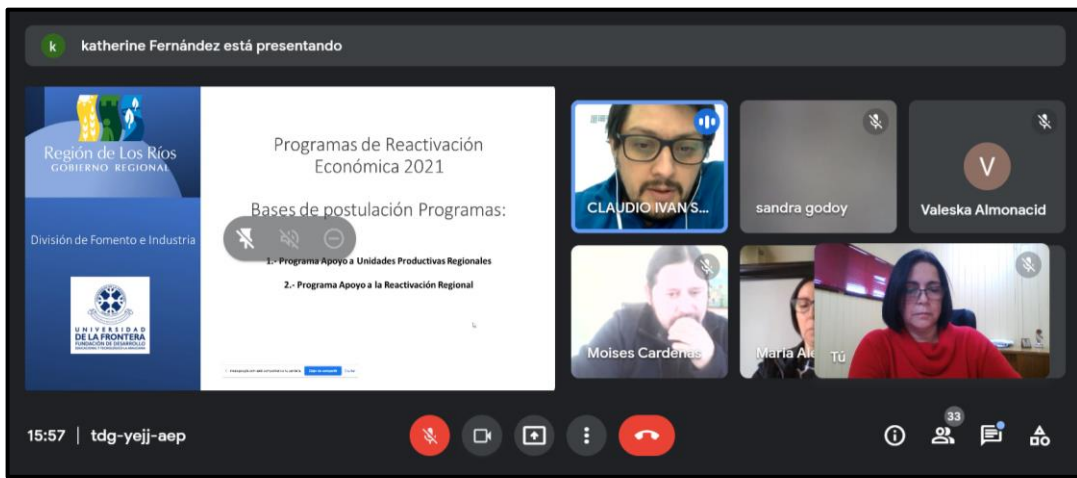 k katherine Fernández está presentando
Región de Los Ríos
GOBIERNO REGIONAL
División de Fomento e Industria
UNIVERSIDAD
DE LA FRONTERA
Programas de Reactivación
Económica 2021
Bases de postulación Programas:
1.- Programa Apoyo a Unidades Productivas Regionales
2.- Programa Apoyo a la Reactivación Regional
CLAUDIO IVAN S...
sandra godoy
V
Valeska Almonacid
Moises Cardenas
Maria Ale
Tú
15:57 | tdg-yejj-aep
33